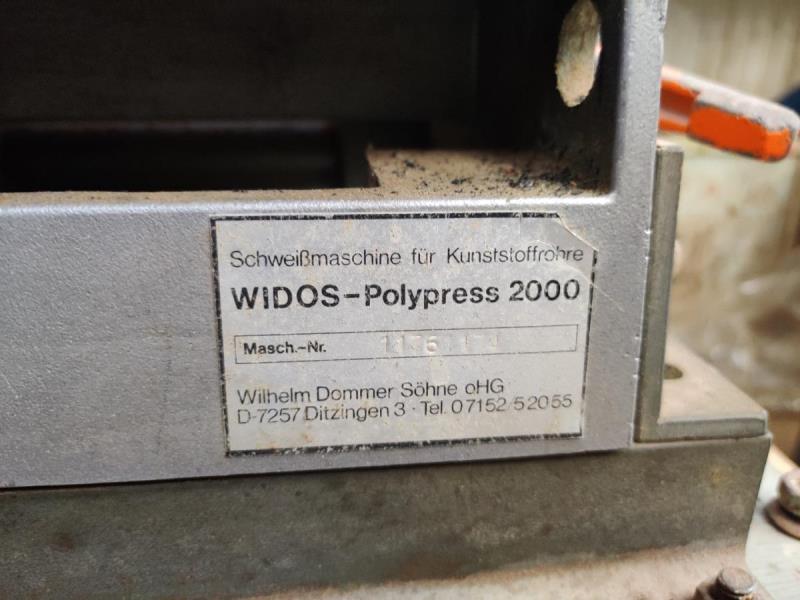 Schweißmaschine für Kunststoffrohre
WIDOS-Polypress 2000
Masch.-Nr.
Wilhelm Dommer Söhne oHG
D-7257 Ditzingen 3 · Tel. 07152/52055